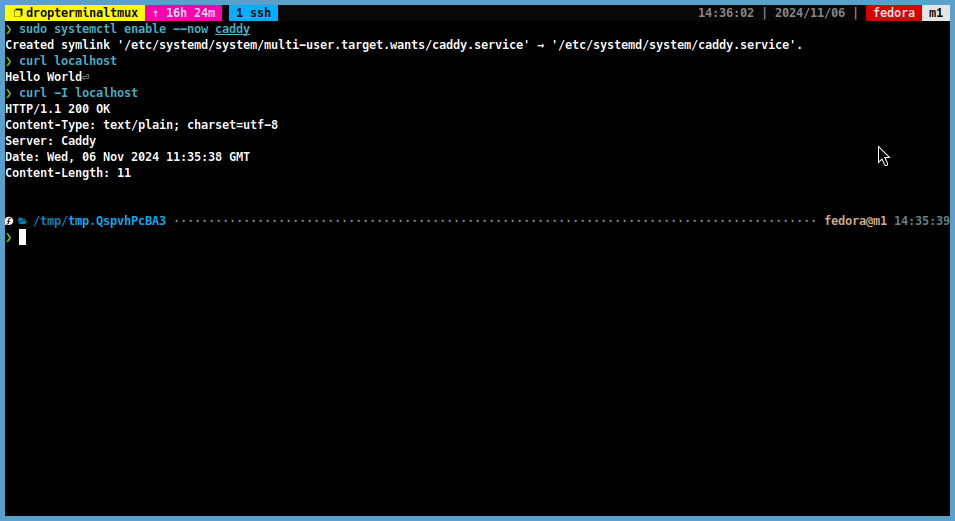 dropterminaltmux ↑ 16h 24m 1 ssh 14:36:02 | 2024/11/06 | fedora m1
❯ sudo systemctl enable --now caddy
Created symlink '/etc/systemd/system/multi-user.target.wants/caddy.service' → '/etc/systemd/system/caddy.service'.
❯ curl localhost
Hello World⏎
❯ curl -I localhost
HTTP/1.1 200 OK
Content-Type: text/plain; charset=utf-8
Server: Caddy
Date: Wed, 06 Nov 2024 11:35:38 GMT
Content-Length: 11
/tmp/tmp.QspvhPcBA3 ············································································································ fedora@m1 14:35:39
❯